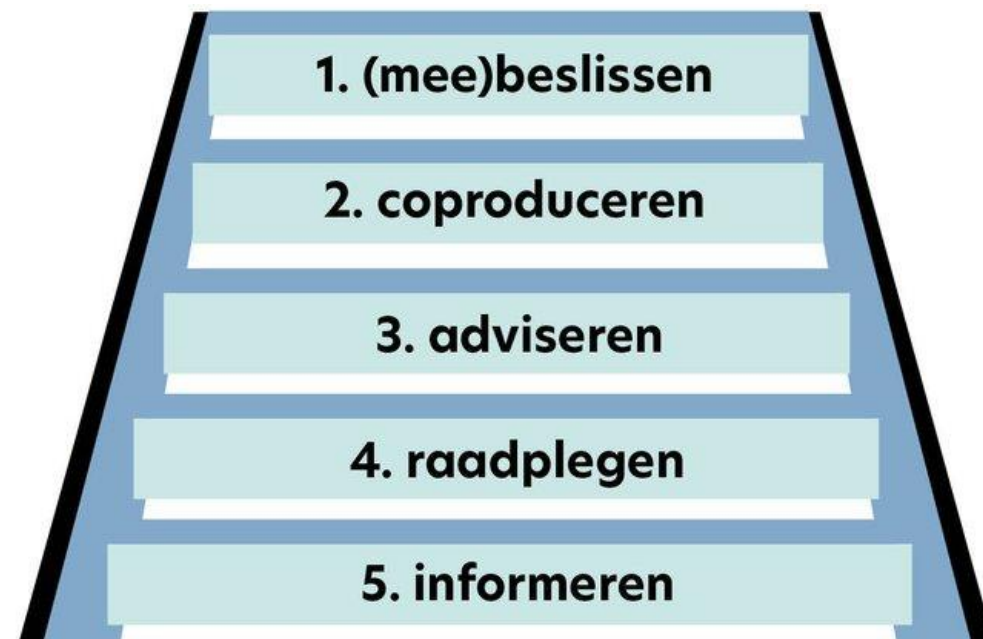 1. (mee)beslissen
2. coproduceren
3. adviseren
4. raadplegen
5. informeren